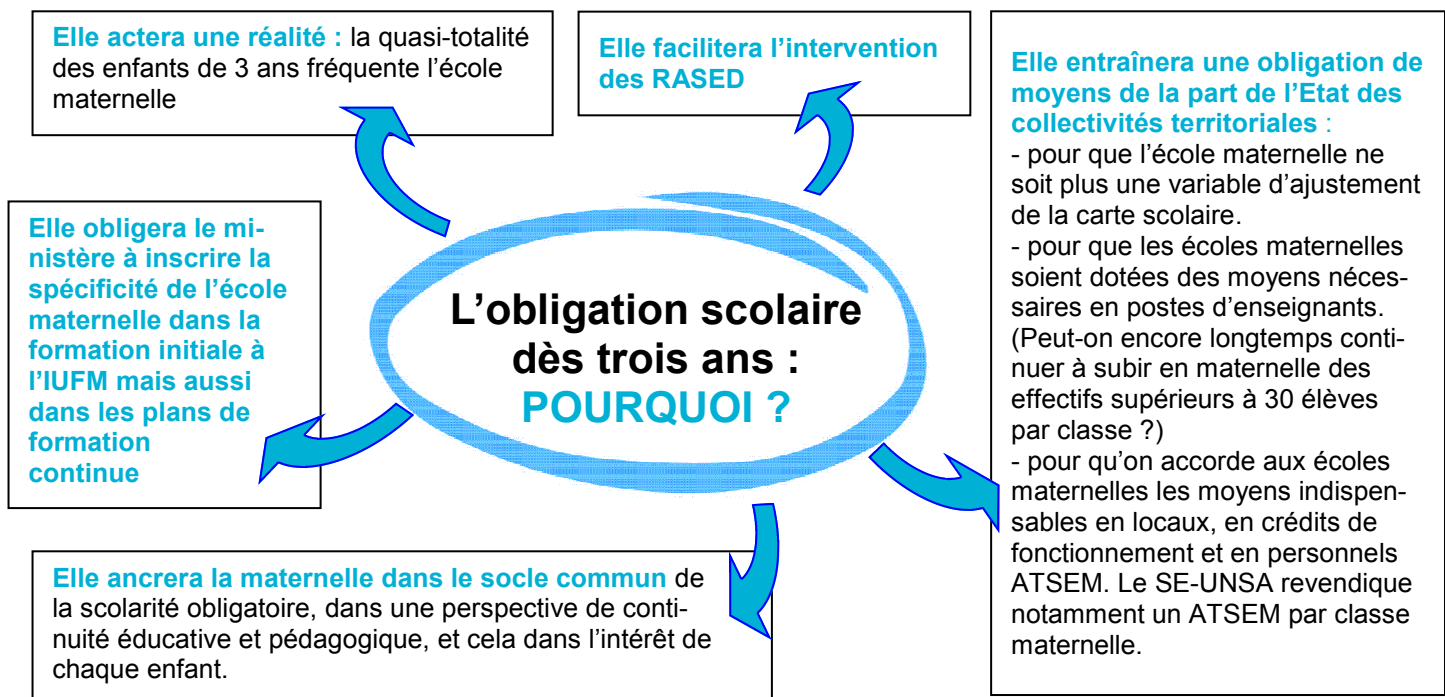 Elle actera une réalité : la quasi-totalité
des enfants de 3 ans fréquente l’école
maternelle
Elle facilitera l’intervention
des RASED
Elle entraînera une obligation de
moyens de la part de l’Etat des
collectivités territoriales :
- pour que l’école maternelle ne
soit plus une variable d’ajustement
de la carte scolaire.
- pour que les écoles maternelles
soient dotées des moyens néces-
saires en postes d’enseignants.
(Peut-on encore longtemps conti-
nuer à subir en maternelle des
effectifs supérieurs à 30 élèves
par classe ?)
- pour qu’on accorde aux écoles
maternelles les moyens indispen-
sables en locaux, en crédits de
fonctionnement et en personnels
ATSEM. Le SE-UNSA revendique
notamment un ATSEM par classe
maternelle.
Elle obligera le mi-
nistère à inscrire la
spécificité de l’école
maternelle dans la
formation initiale à
l’IUFM mais aussi
dans les plans de
formation
continue
L’obligation scolaire
dès trois ans :
POURQUOI ?
Elle ancrera la maternelle dans le socle commun de
la scolarité obligatoire, dans une perspective de conti-
nuité éducative et pédagogique, et cela dans l’intérêt de
chaque enfant.